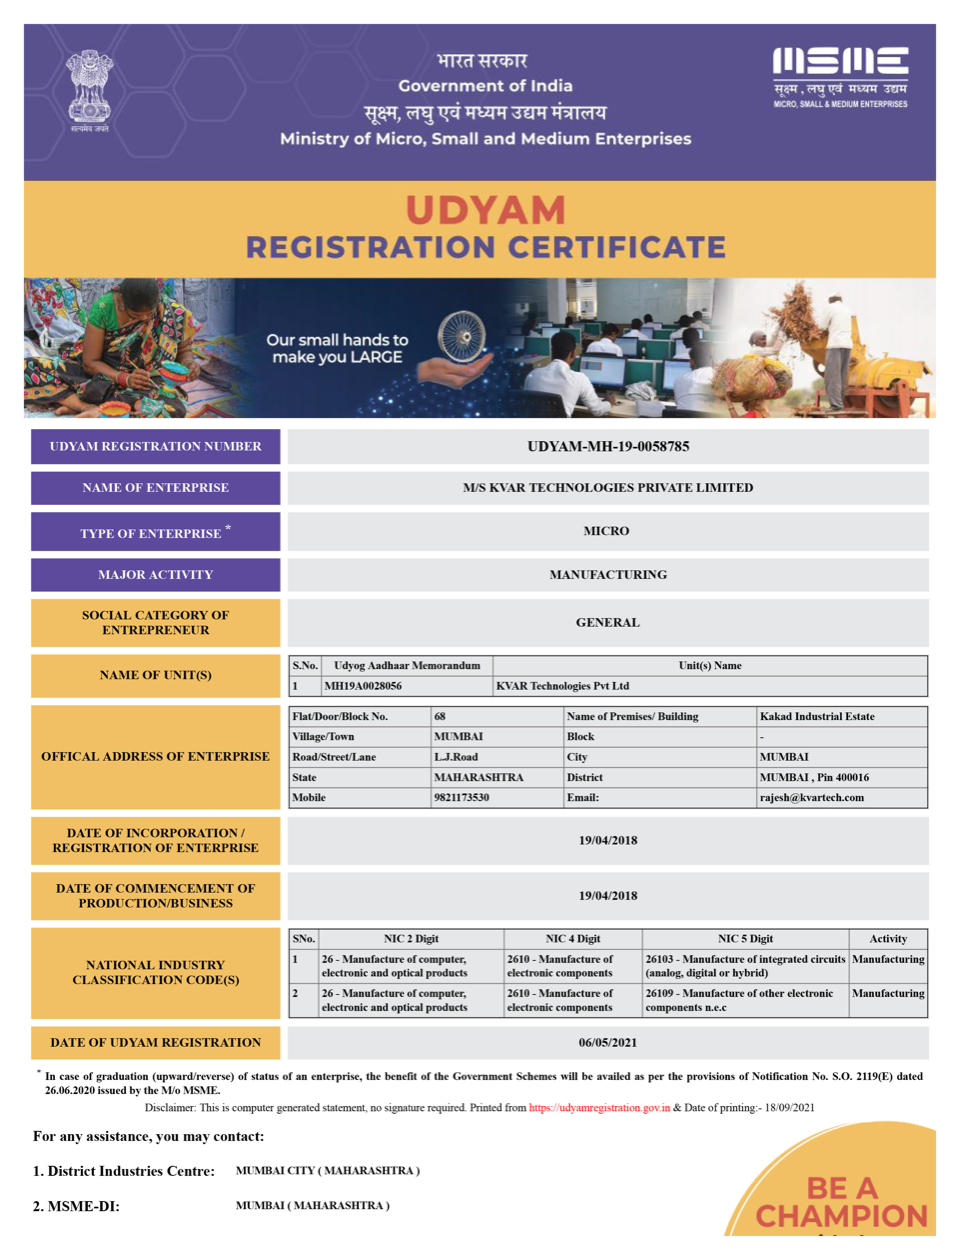 भारत सरकार
Government of India
सूक्ष्म, लघु एवं मध्यम उद्यम मंत्रालय
Ministry of Micro, Small and Medium Enterprises
सत्यमेव जयते
MSME
सूक्ष्म, लघु एवं मध्यम उद्यम
MICRO, SMALL & MEDIUM ENTERPRISES
UDYAM
REGISTRATION CERTIFICATE
Our small hands to
make you LARGE
UDYAM REGISTRATION NUMBER UDYAM-MH-19-0058785
NAME OF ENTERPRISE M/S KVAR TECHNOLOGIES PRIVATE LIMITED
TYPE OF ENTERPRISE * MICRO
MAJOR ACTIVITY MANUFACTURING
SOCIAL CATEGORY OF
ENTREPRENEUR
GENERAL
NAME OF UNIT(S)
S.No. Udyog Aadhaar Memorandum Unit(s) Name
1 MH19A0028056 KVAR Technologies Pvt Ltd
OFFICAL ADDRESS OF ENTERPRISE
Flat/Door/Block No. 68 Name of Premises/ Building Kakad Industrial Estate
Village/Town MUMBAI Block -
Road/Street/Lane L.J.Road City MUMBAI
State MAHARASHTRA District MUMBAI , Pin 400016
Mobile 9821173530 Email: rajesh@kvartech.com
DATE OF INCORPORATION /
REGISTRATION OF ENTERPRISE
19/04/2018
DATE OF COMMENCEMENT OF
PRODUCTION/BUSINESS
19/04/2018
NATIONAL INDUSTRY
CLASSIFICATION CODE(S)
SNo. NIC 2 Digit NIC 4 Digit NIC 5 Digit Activity
1 26 - Manufacture of computer, 2610 - Manufacture of 26103 - Manufacture of integrated circuits Manufacturing
electronic and optical products electronic components (analog, digital or hybrid)
2 26 - Manufacture of computer, 2610 - Manufacture of 26109 - Manufacture of other electronic Manufacturing
electronic and optical products electronic components components n.e.c
DATE OF UDYAM REGISTRATION 06/05/2021
* In case of graduation (upward/reverse) of status of an enterprise, the benefit of the Government Schemes will be availed as per the provisions of Notification No. S.O. 2119(E) dated
26.06.2020 issued by the M/o MSME.
Disclaimer: This is computer generated statement, no signature required. Printed from https://udyamregistration.gov.in & Date of printing:- 18/09/2021
For any assistance, you may contact:
1. District Industries Centre: MUMBAI CITY ( MAHARASHTRA )
2. MSME-DI: MUMBAI ( MAHARASHTRA )
BE A
CHAMPION